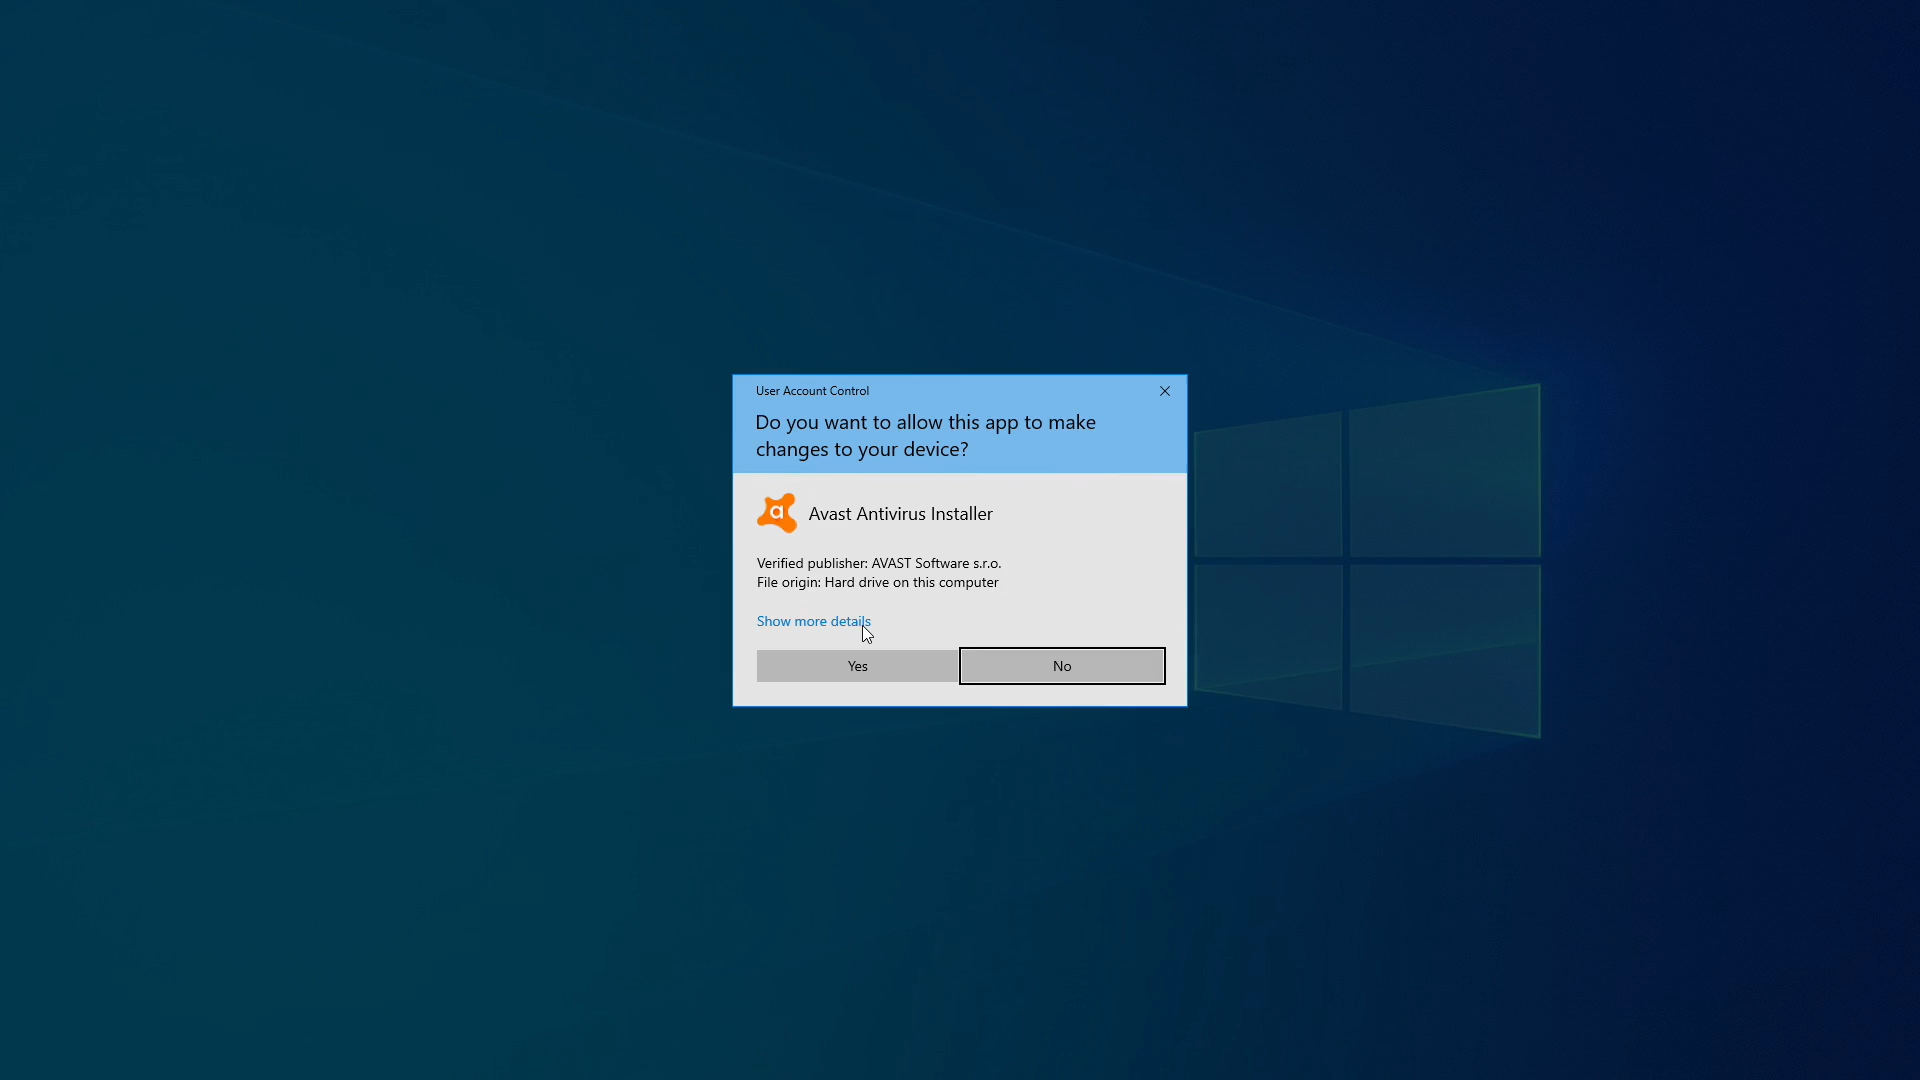 User Account Control
Do you want to allow this app to make
changes to your device?
a
Avast Antivirus Installer
Verified publisher: AVAST Software s.r.o.
File origin: Hard drive on this computer
Show more details
Yes
No